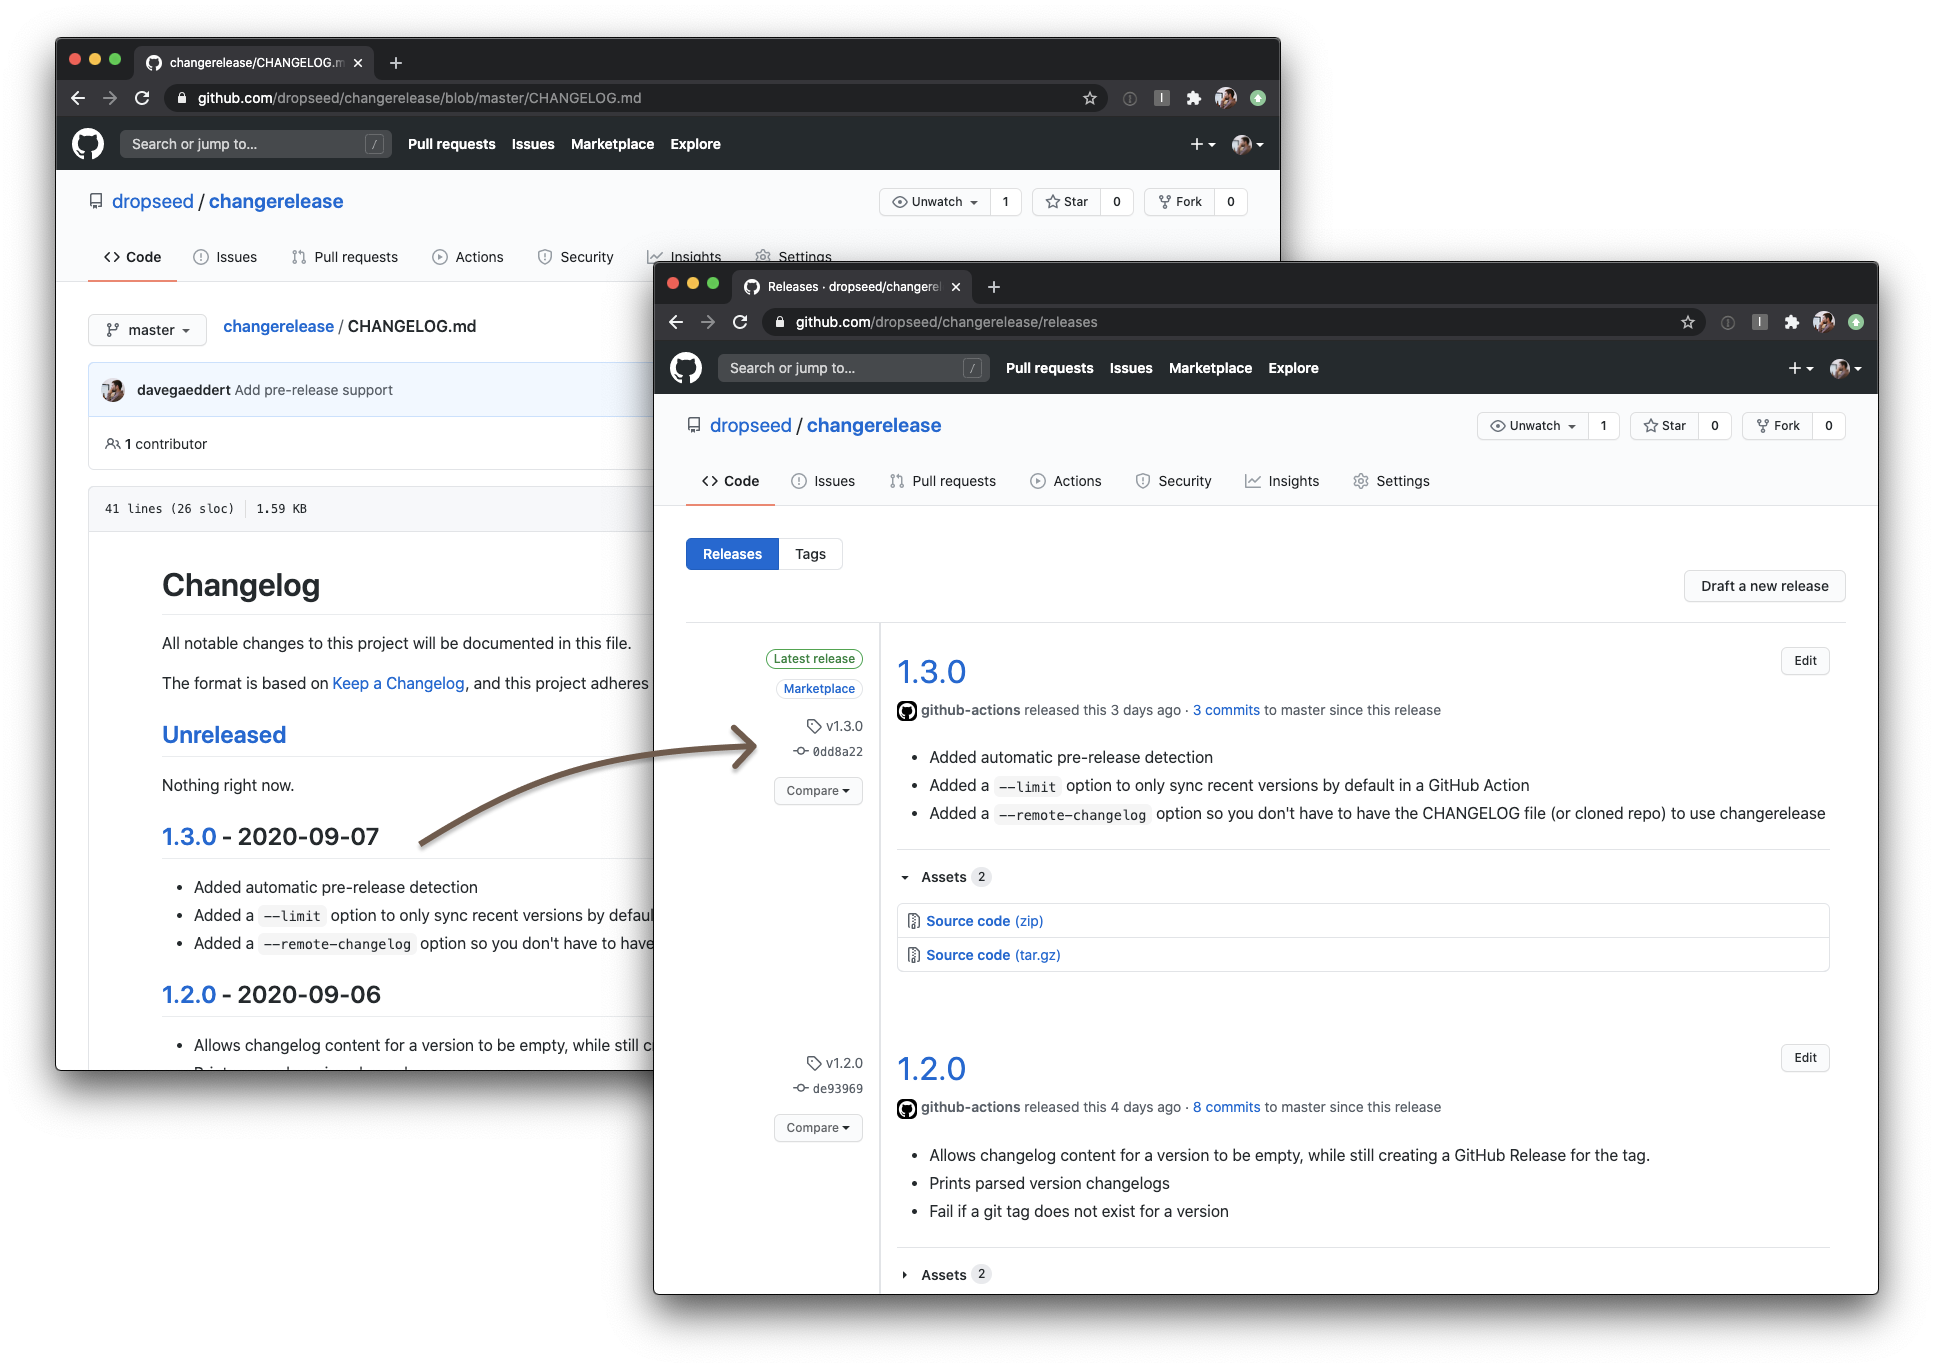 changerelease/CHANGELOG.m
github.com/dropseed/changerelease/blob/master/CHANGELOG.md
Search or jump to... / Pull requests Issues Marketplace Explore
dropseed / changerelease
Unwatch 1 Star 0 Fork 0
Code Issues Pull requests Actions Security Insights Settings
master changerelease / CHANGELOG.md
davegaeddert Add pre-release support
1 contributor
41 lines (26 sloc) 1.59 KB
Changelog
All notable changes to this project will be documented in this file.
The format is based on Keep a Changelog, and this project adheres
Unreleased
Nothing right now.
1.3.0 - 2020-09-07
• Added automatic pre-release detection
• Added a --limit option to only sync recent versions by defaul
• Added a --remote-changelog option so you don't have to have
1.2.0 - 2020-09-06
• Allows changelog content for a version to be empty, while still c
Releases · dropseed/changerel
github.com/dropseed/changerelease/releases
Search or jump to... / Pull requests Issues Marketplace Explore
dropseed / changerelease
Unwatch 1 Star 0 Fork 0
Code Issues Pull requests Actions Security Insights Settings
Releases Tags
Draft a new release
Latest release
Marketplace
v1.3.0
0dd8a22
Compare
1.3.0
Edit
github-actions released this 3 days ago · 3 commits to master since this release
• Added automatic pre-release detection
• Added a --limit option to only sync recent versions by default in a GitHub Action
• Added a --remote-changelog option so you don't have to have the CHANGELOG file (or cloned repo) to use changerelease
Assets 2
Source code (zip)
Source code (tar.gz)
v1.2.0
de93969
Compare
1.2.0
Edit
github-actions released this 4 days ago · 8 commits to master since this release
• Allows changelog content for a version to be empty, while still creating a GitHub Release for the tag.
• Prints parsed version changelogs
• Fail if a git tag does not exist for a version
Assets 2